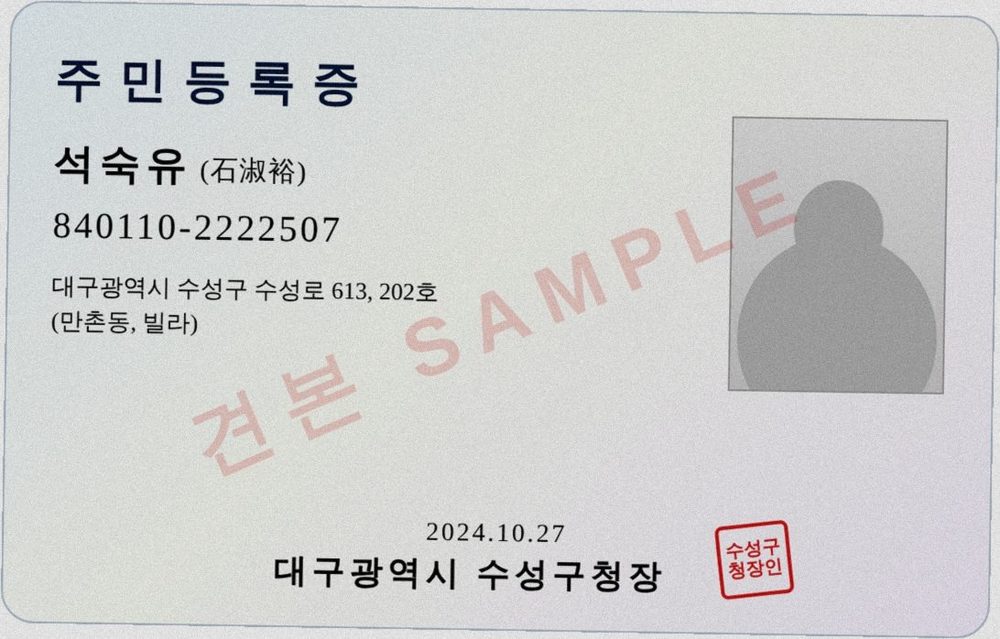 주민등록증
석숙유 (石淑裕)
840110-2222507
대구광역시 수성구 수성로 613, 202호
(만촌동, 빌라)
견본 SAMPLE
2024.10.27
대구광역시 수성구청장
수성구
청장인